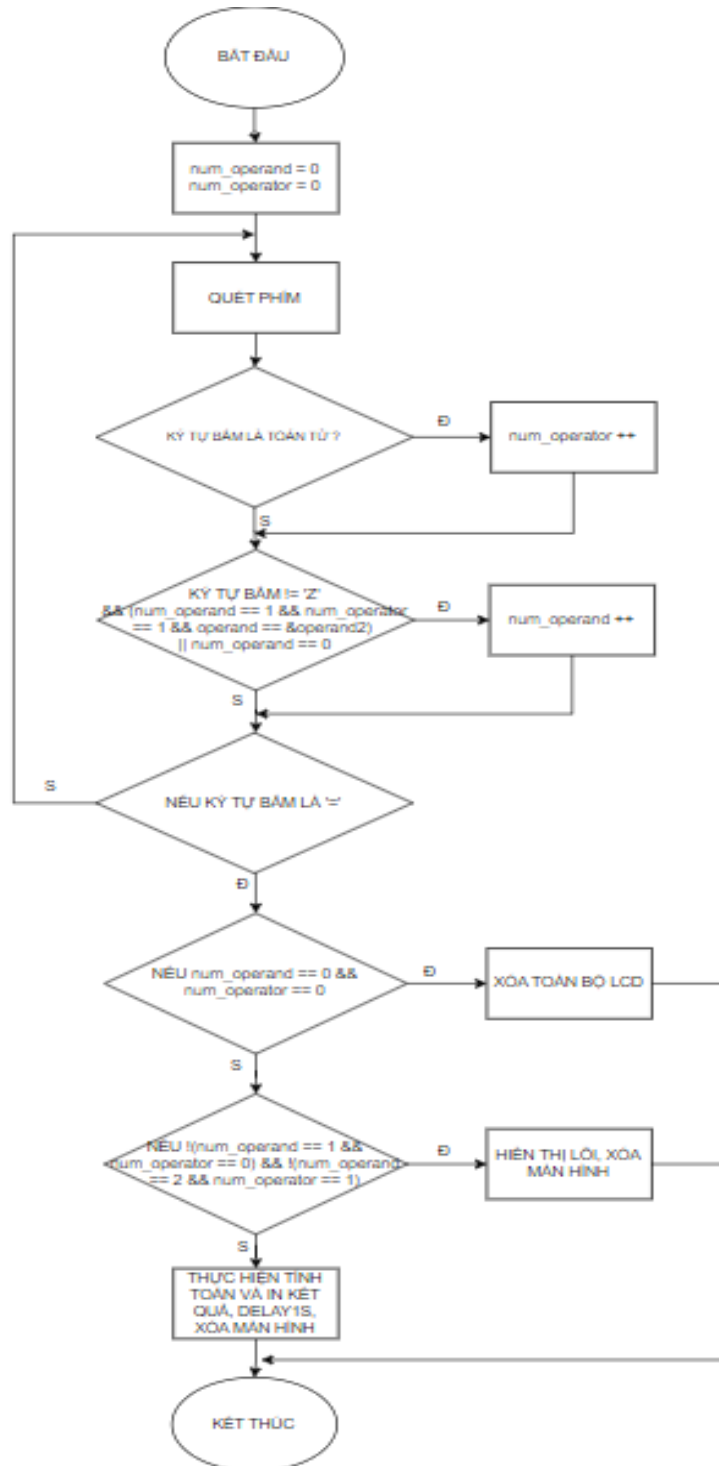 BẮT ĐẦU
num_operand = 0
num_operator = 0
QUÉT PHÍM
KÝ TỰ BẤM LÀ TOÁN TỬ ?
Đ
num_operator ++
S
KÝ TỰ BẤM != 'Z'
&& (num_operand == 1 && num_operator
== 1 && operand == &operand2)
|| num_operand == 0
Đ
num_operand ++
S
NẾU KÝ TỰ BẤM LÀ '='
S
Đ
NẾU num_operand == 0 &&
num_operator == 0
Đ
XÓA TOÀN BỘ LCD
S
NẾU !(num_operand == 1 &&
num_operator == 0) && !(num_operand
== 2 && num_operator == 1)
Đ
HIỂN THỊ LỖI, XÓA
MÀN HÌNH
S
THỰC HIỆN TÍNH
TOÁN VÀ IN KẾT
QUẢ, DELAY1S,
XÓA MÀN HÌNH
KẾT THÚC